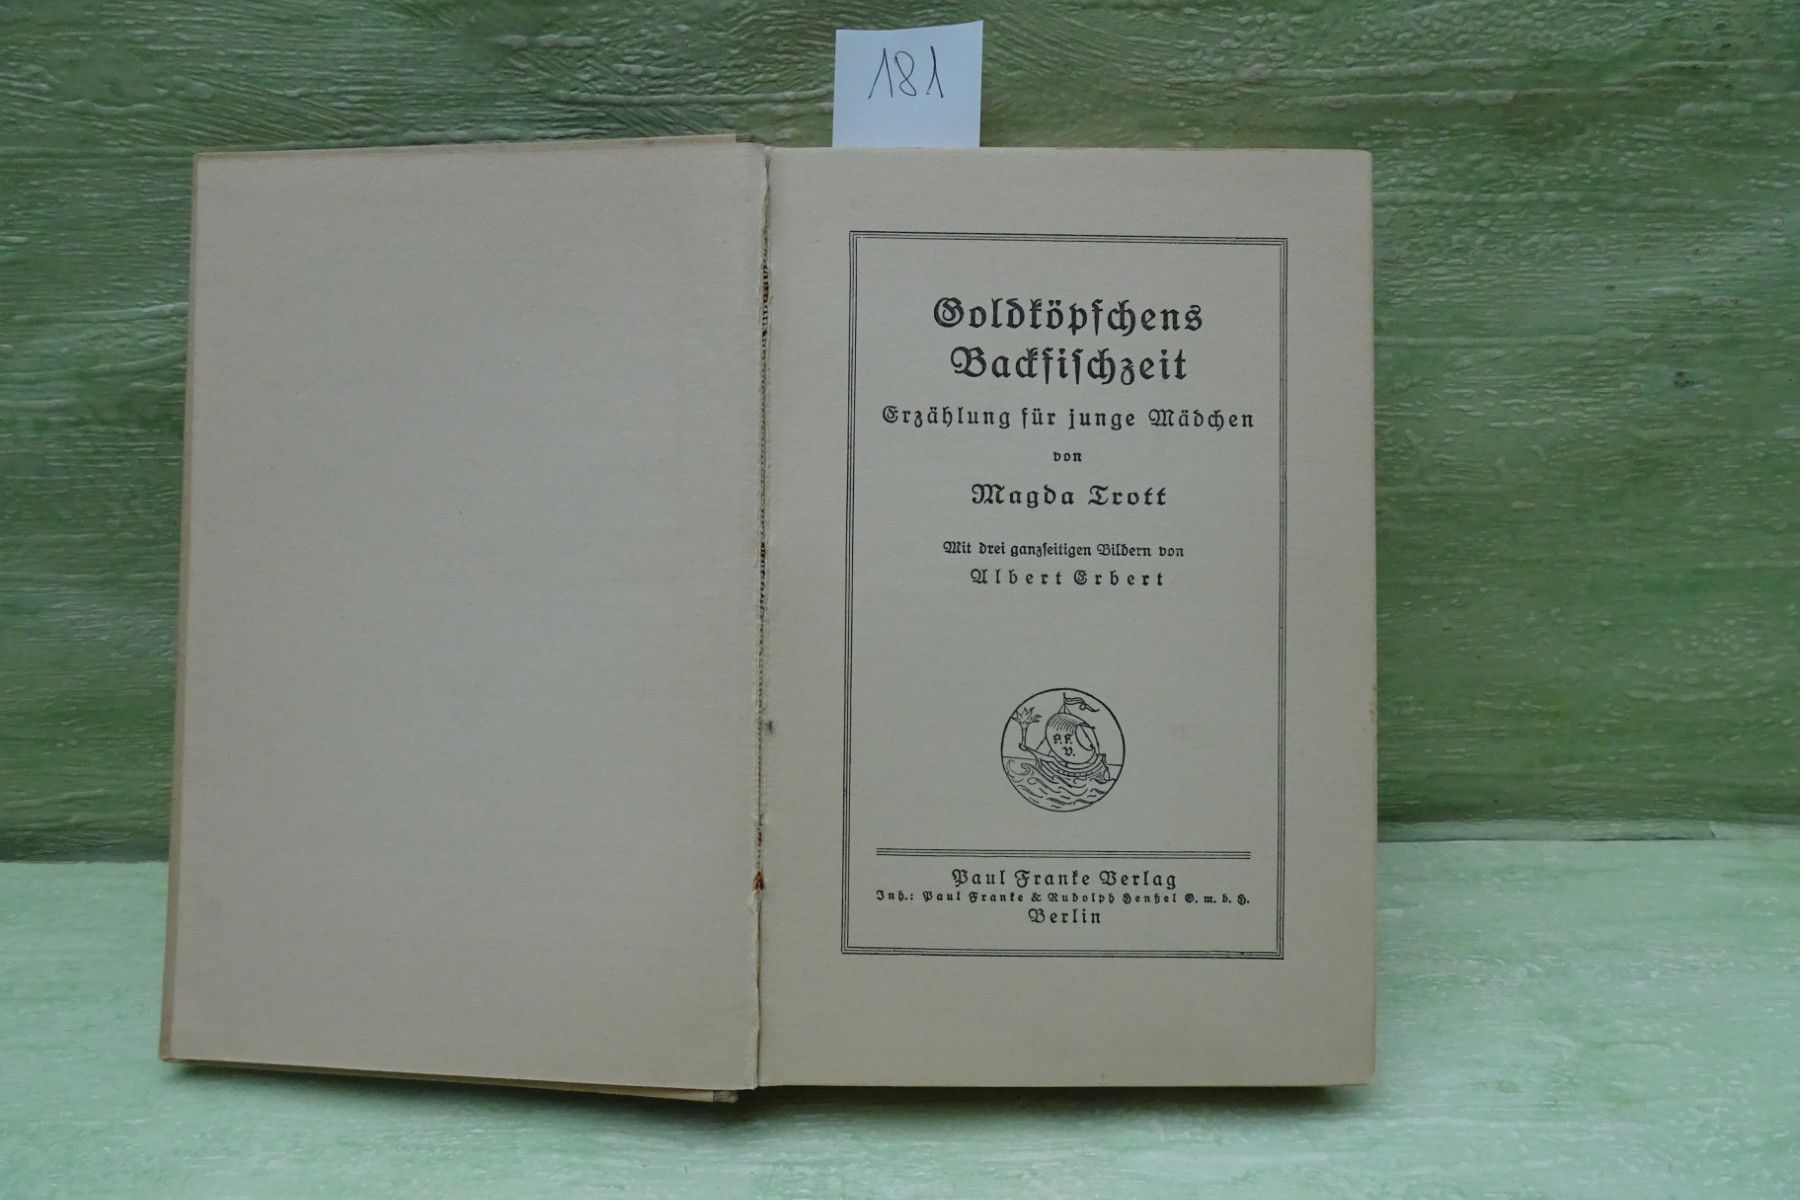 181
Goldköpfchens
Backfischzeit
Erzählung für junge Mädchen
von
Magda Trott
Mit drei ganzseitigen Bildern von
Albert Erbert
P. F.
V.
Paul Franke Verlag
Inh.: Paul Franke & Rudolph Henßel G. m. b. H.
Berlin